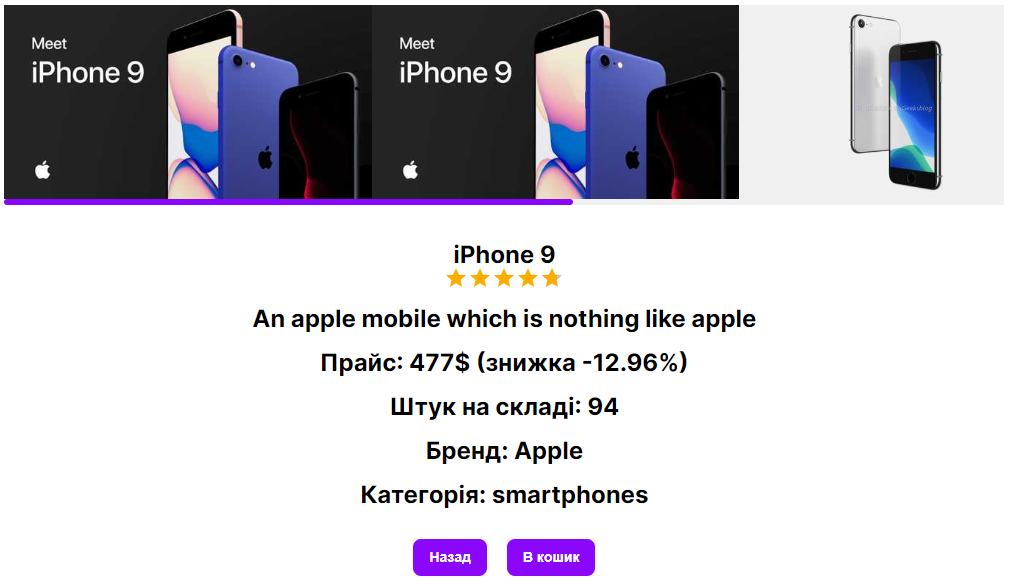 Meet
iPhone 9
Meet
iPhone 9
iPhone 9
An apple mobile which is nothing like apple
Прайс: 477$ (знижка -12.96%)
Штук на складі: 94
Бренд: Apple
Категорія: smartphones
Назад
В кошик